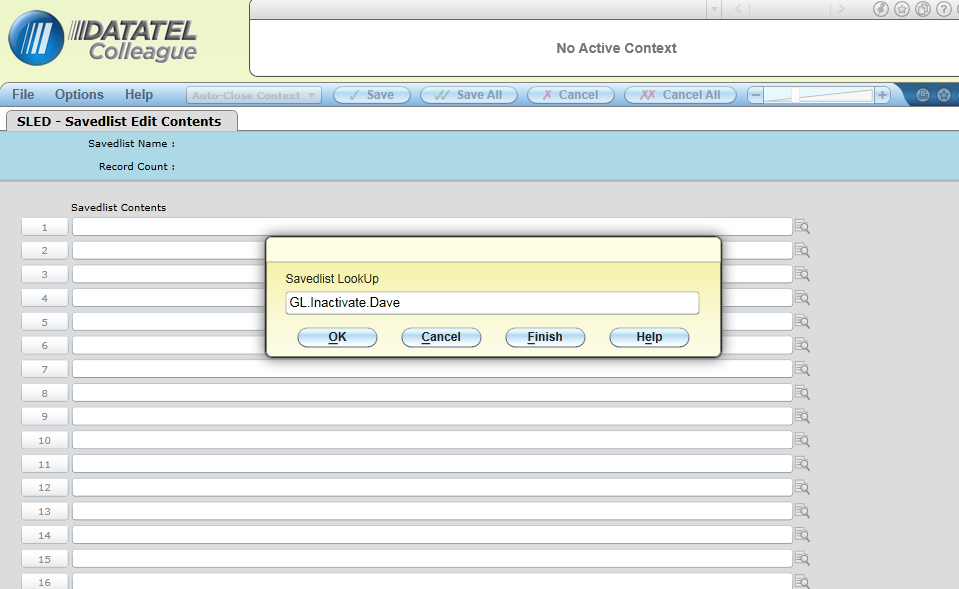 DATATEL
Colleague
No Active Context
File Options Help Auto-Close Context Save Save All Cancel Cancel All
SLED - Savedlist Edit Contents
Savedlist Name :
Record Count :
Savedlist Contents
1
2
3
4
5
6
7
8
9
10
11
12
13
14
15
16
Savedlist LookUp
GL.Inactivate.Dave
OK Cancel Finish Help